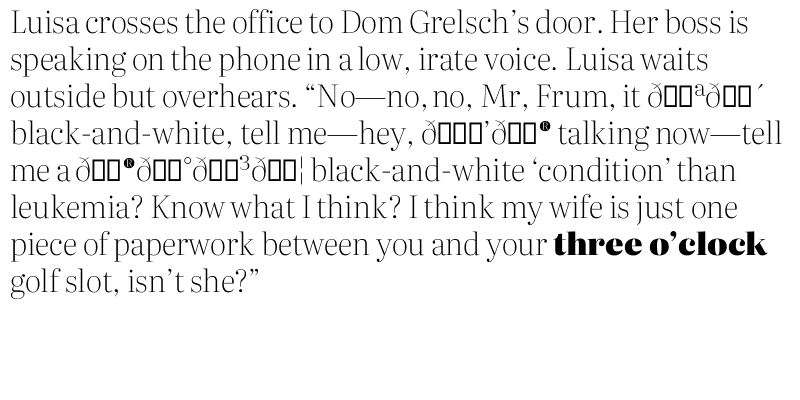 Luisa crosses the office to Dom Grelsch’s door. Her boss is
speaking on the phone in a low, irate voice. Luisa waits
outside but overhears. “No—no, no, Mr, Frum, it
black-and-white, tell me—hey, talking now—tell
me a black-and-white ‘condition’ than
leukemia? Know what I think? I think my wife is just one
piece of paperwork between you and your three o’clock
golf slot, isn’t she?”